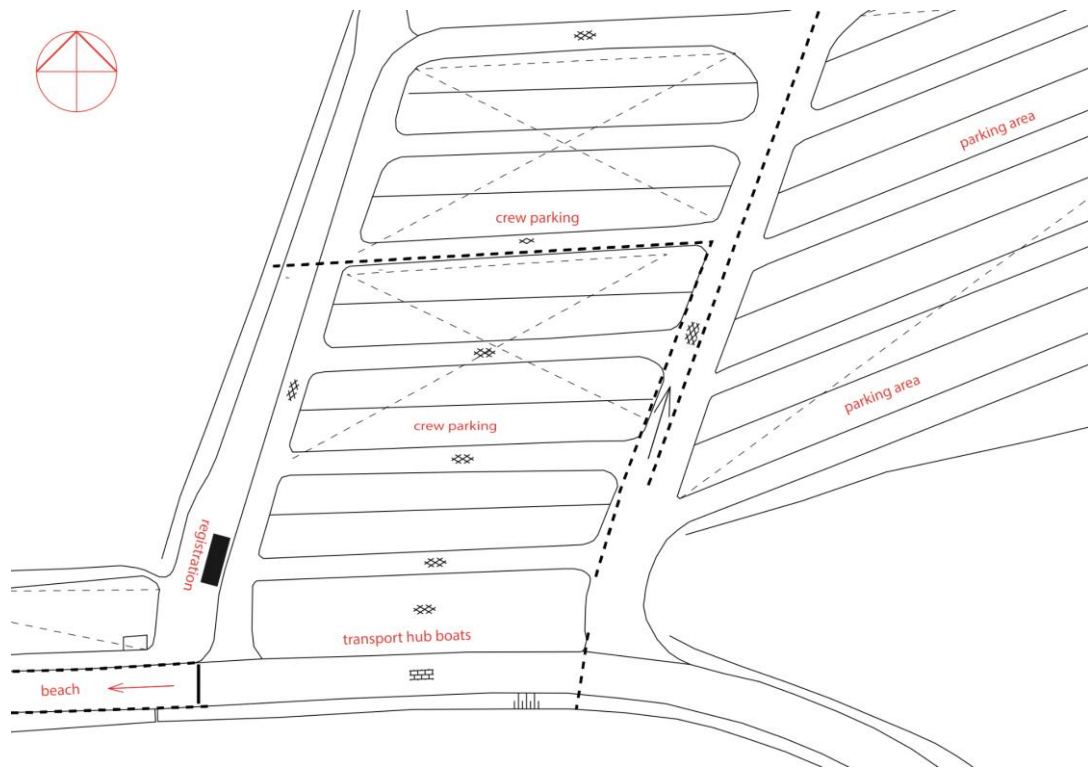 parking area
crew parking
parking area
crew parking
registration
transport hub boats
beach